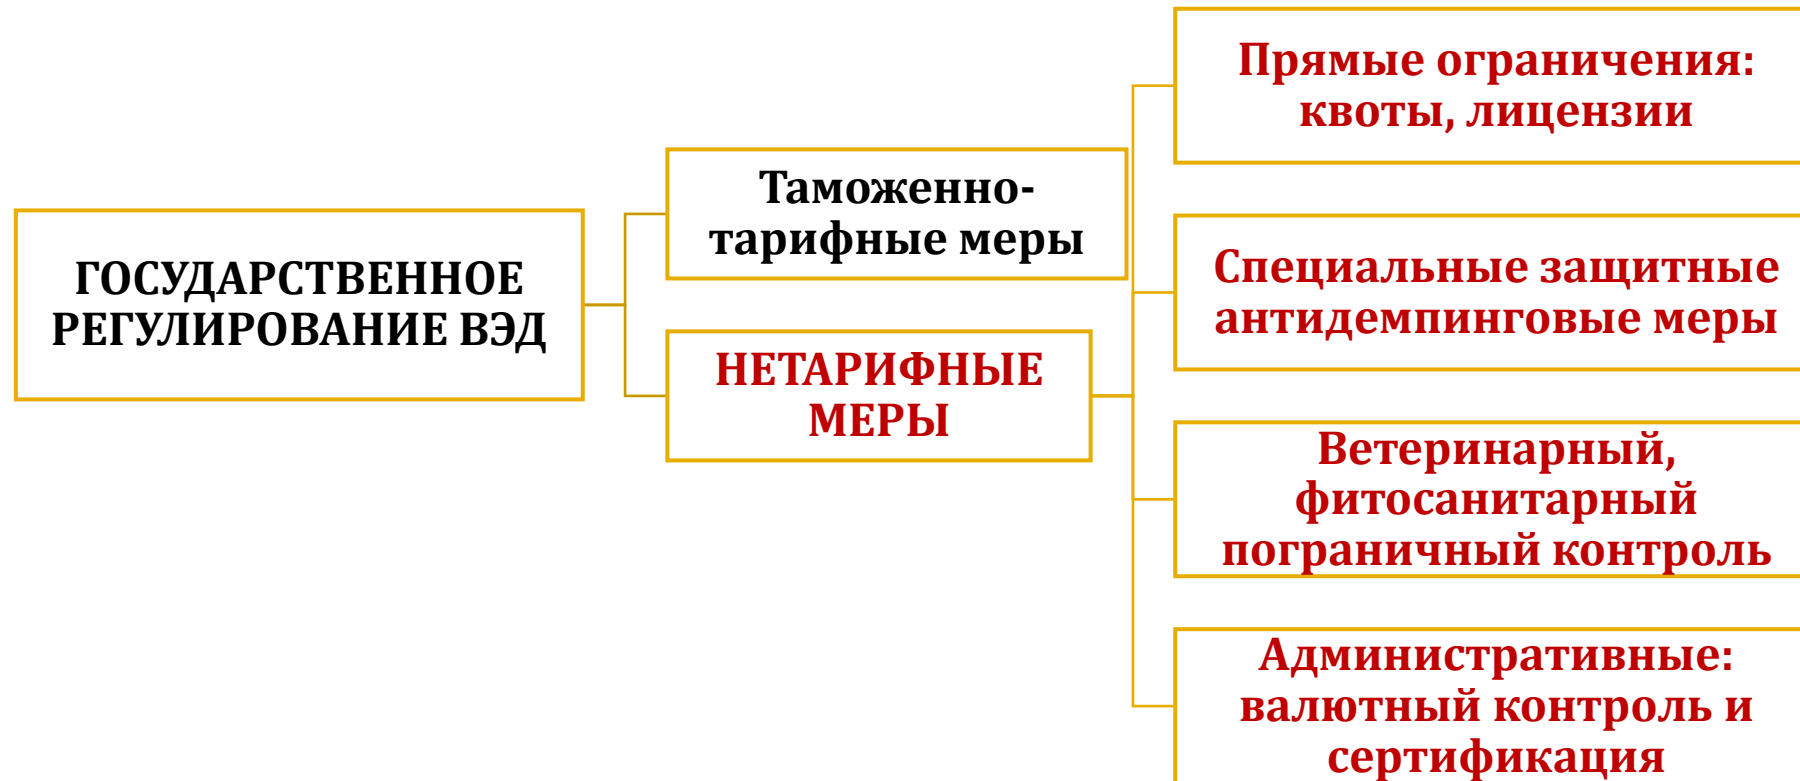 ГОСУДАРСТВЕННОЕ
РЕГУЛИРОВАНИЕ ВЭД
Таможенно-
тарифные меры
НЕТАРИФНЫЕ
МЕРЫ
Прямые ограничения:
квоты, лицензии
Специальные защитные
антидемпинговые меры
Ветеринарный,
фитосанитарный
пограничный контроль
Административные:
валютный контроль и
сертификация